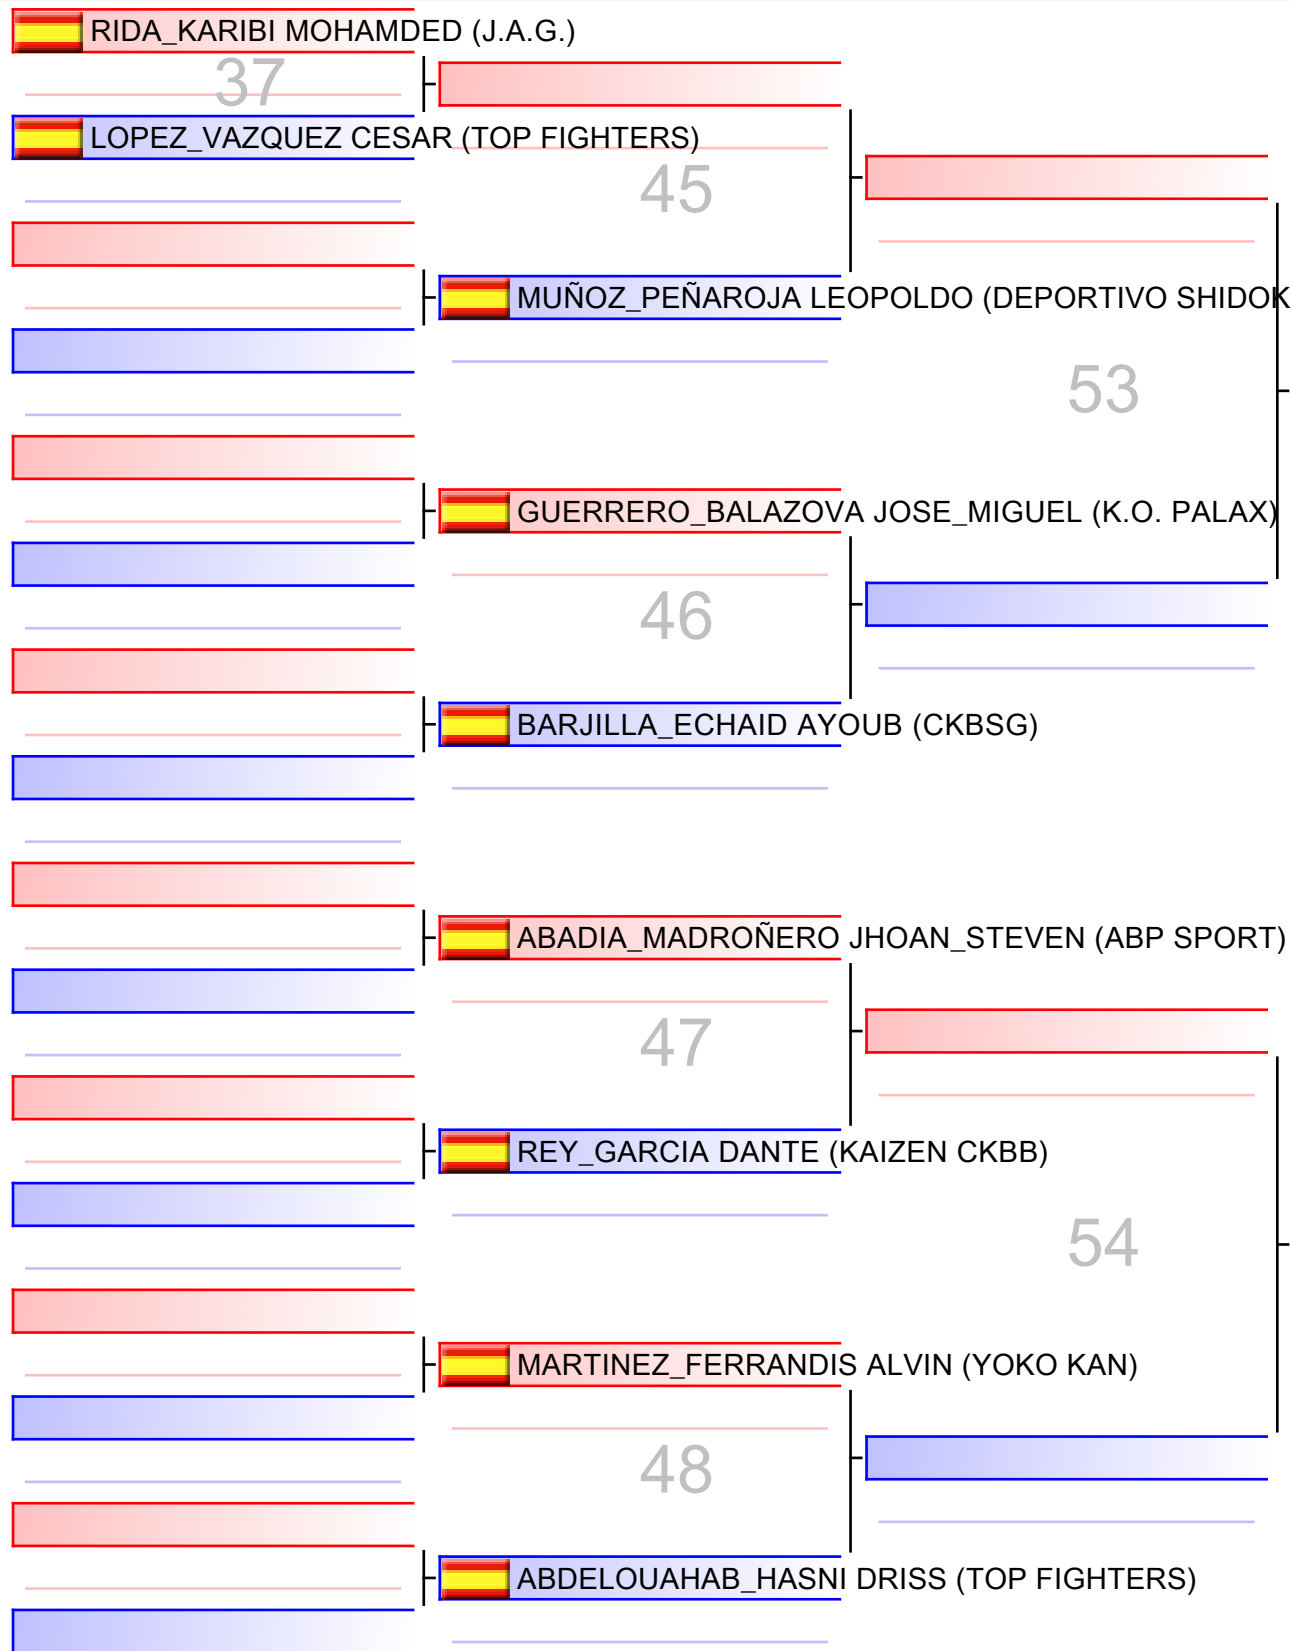 RIDA_KARIBI MOHAMDED (J.A.G.)
37
LOPEZ_VAZQUEZ CESAR (TOP FIGHTERS)
45
MUÑOZ_PEÑAROJA LEOPOLDO (DEPORTIVO SHIDOK
53
GUERRERO_BALAZOVA JOSE_MIGUEL (K.O. PALAX)
46
BARJILLA_ECHAID AYOUB (CKBSG)
ABADIA_MADROÑERO JHOAN_STEVEN (ABP SPORT)
47
REY_GARCIA DANTE (KAIZEN CKBB)
54
MARTINEZ_FERRANDIS ALVIN (YOKO KAN)
48
ABDELOUAHAB_HASNI DRISS (TOP FIGHTERS)